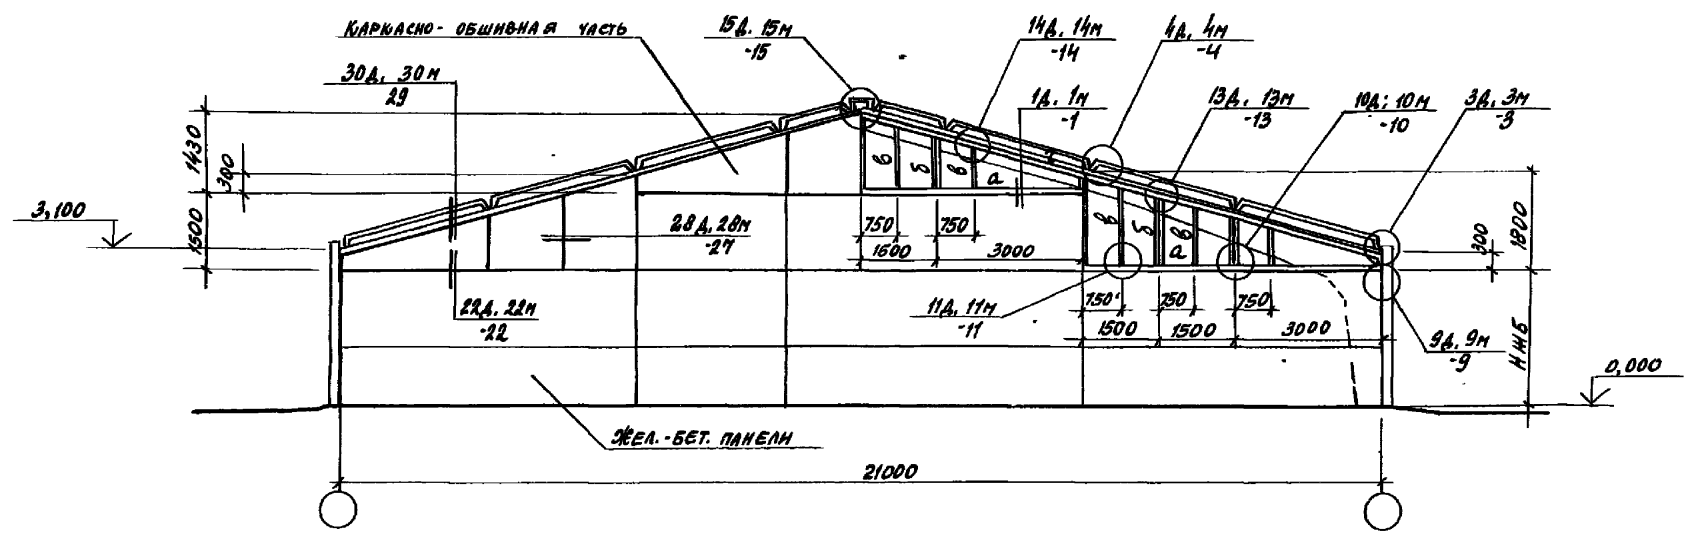 КАРКАСНО-ОБШИВНАЯ ЧАСТЬ
15Д. 15М
-15
14Д, 14М
-14
4Д, 4М
-4
30Д, 30М
29
1Д. 1М
-1
13Д, 13М
-13
10Д; 10М
-10
3Д, 3М
-3
1430
300
1500
3,100
в
б
в
а
2
28Д, 28М
-27
750
750
1600
3000
в
б
в
а
300
1800
22Д, 22М
-22
11Д, 11М
-11
750
750
750
1500
1500
3000
9Д, 9М
-9
НЖБ
0,000
ЖЕЛ.-БЕТ. ПАНЕЛИ
21000